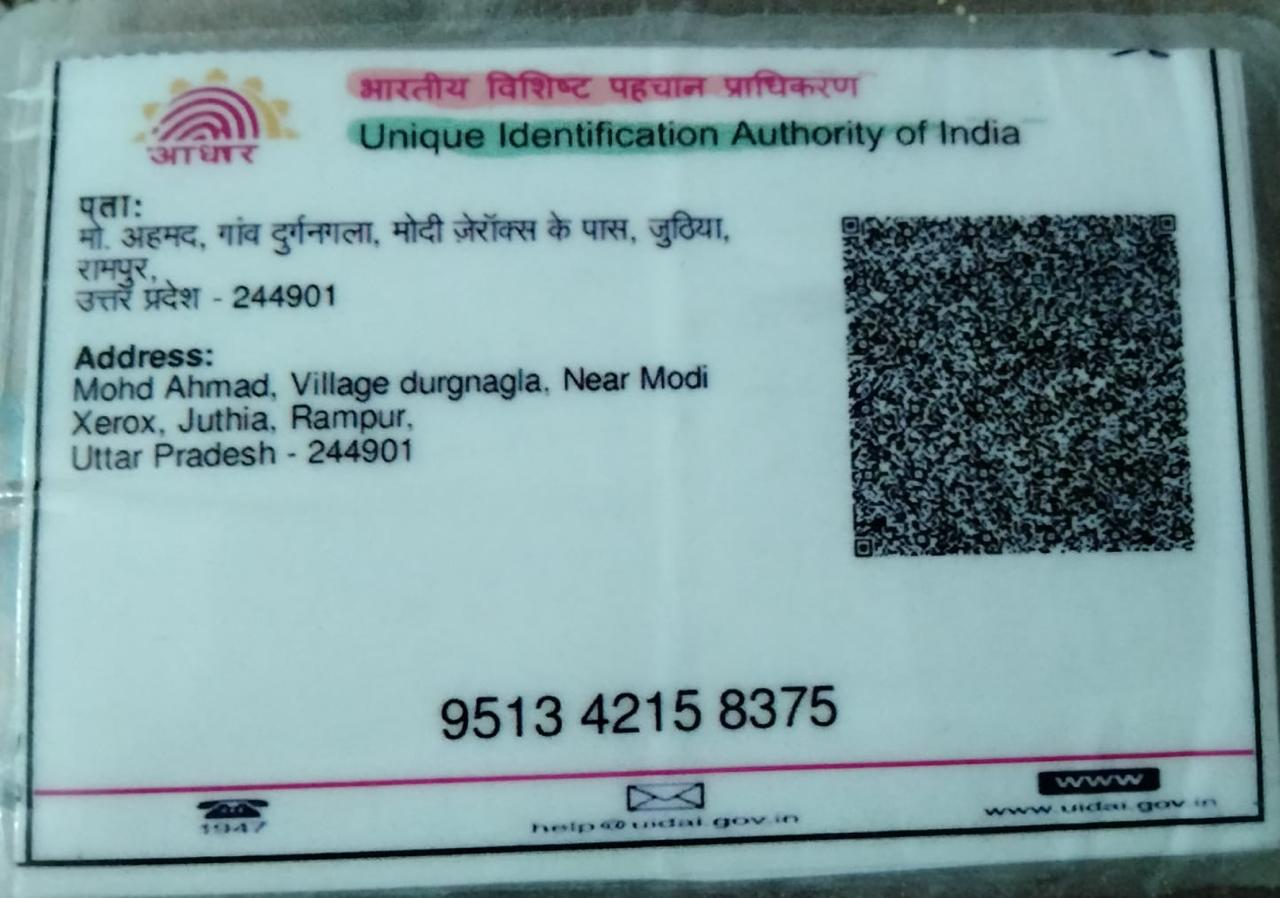 भारतीय विशिष्ट पहचान प्राधिकरण
Unique Identification Authority of India
आधार
पता:
मो. अहमद, गांव दुर्गनगला, मोदी ज़ेरॉक्स के पास, जुठिया,
रामपुर,
उत्तर प्रदेश - 244901
Address:
Mohd Ahmad, Village durgnagla, Near Modi
Xerox, Juthia, Rampur,
Uttar Pradesh - 244901
9513 4215 8375
1947
help@uidai.gov.in
www
www.uidai.gov.in